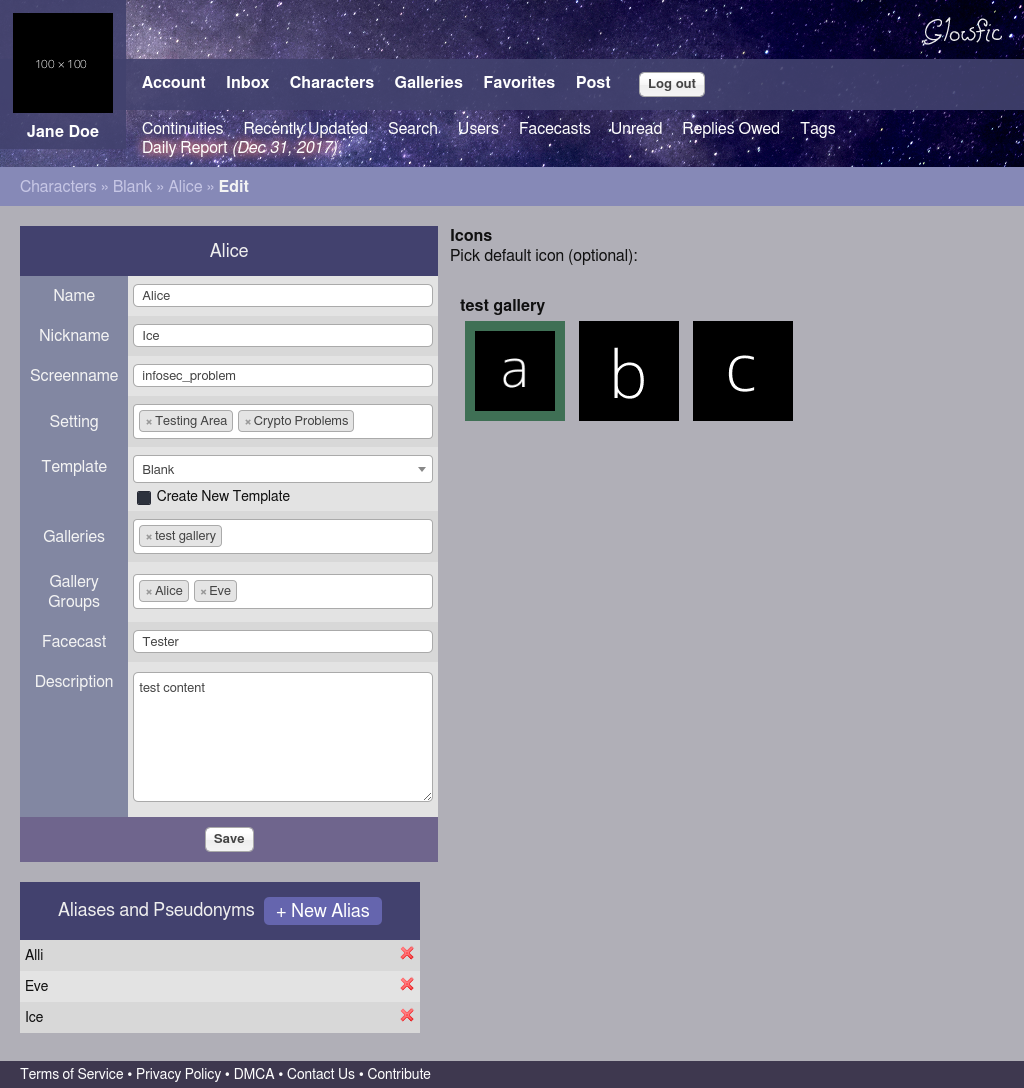 Glowfic
100 × 100
Account Inbox Characters Galleries Favorites Post Log out
Jane Doe
Continuities Recently Updated Search Users Facecasts Unread Replies Owed Tags
Daily Report (Dec 31, 2017).
Characters » Blank » Alice » Edit
Alice
Name Alice
Nickname Ice
Screenname infosec_problem
Setting × Testing Area × Crypto Problems
Template Blank
Create New Template
Galleries × test gallery
Gallery
Groups
× Alice × Eve
Facecast Tester
Description test content
Save
Icons
Pick default icon (optional):
test gallery
a b c
Aliases and Pseudonyms + New Alias
Alli
Eve
Ice
Terms of Service • Privacy Policy • DMCA • Contact Us • Contribute